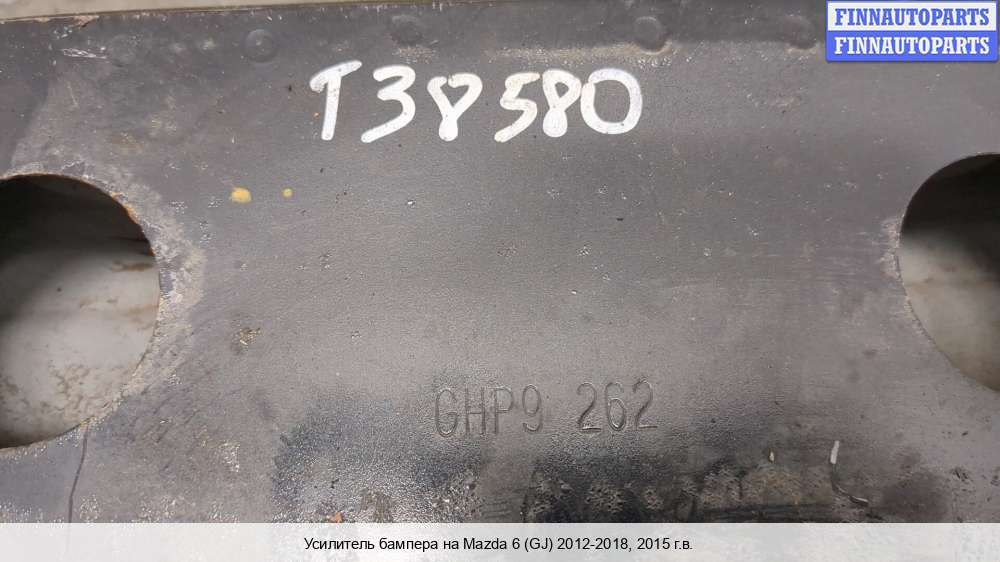 FINNAUTOPARTS
FINNAUTOPARTS
T38580
GHP9 262
Усилитель бампера на Mazda 6 (GJ) 2012-2018, 2015 г.в.